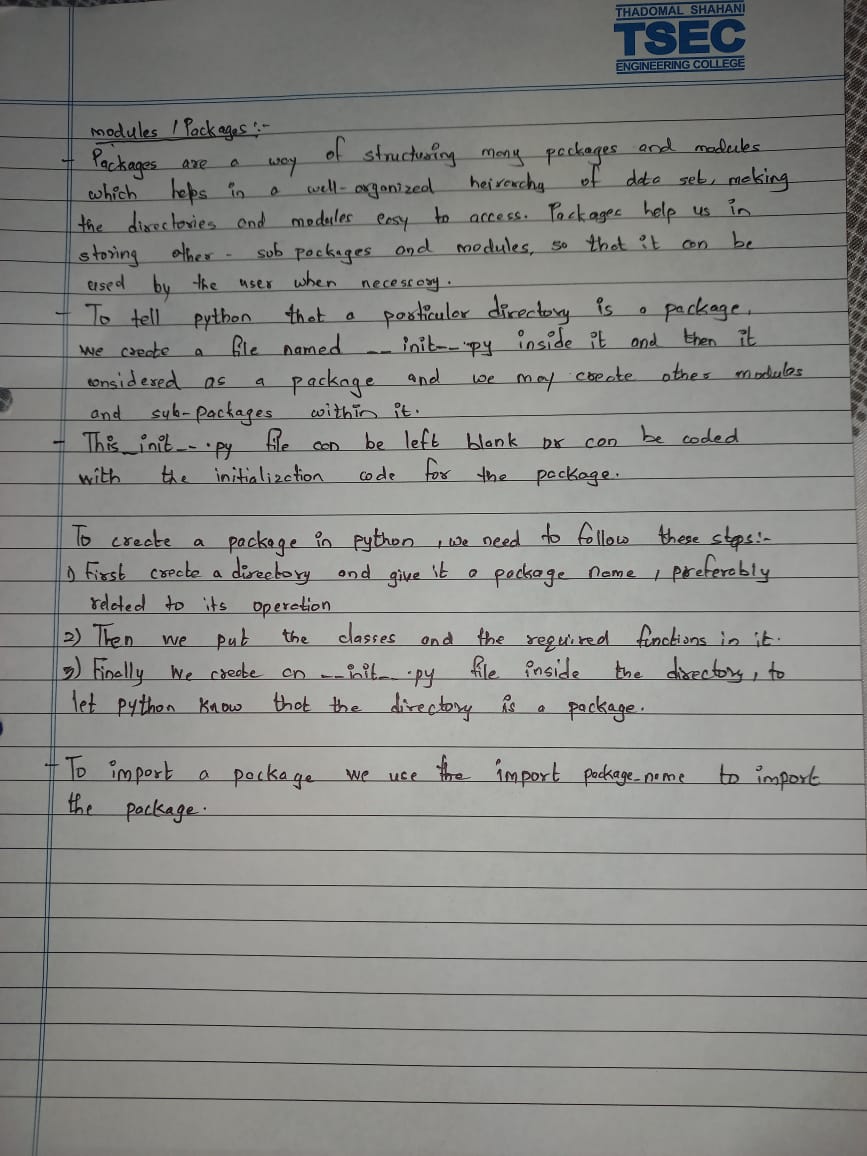 THADOMAL SHAHANI
TSEC
ENGINEERING COLLEGE
modules / Packages :-
- Packages are a way of structuring many packages and modules
which helps in a well-organized heirarchy of data set, making
the directories and modules easy to access. Packages help us in
storing other - sub packages and modules, so that it can be
used by the user when necessary.
- To tell python that a particular directory is a package,
we create a file named __init__.py inside it and then it
considered as a package and we may create other modules
and sub-packages within it.
- This _init__.py file can be left blank or can be coded
with the initialization code for the package.
To create a package in python, we need to follow these steps:-
1) First create a directory and give it a package name, preferably
related to its operation
2) Then we put the classes and the required functions in it.
3) Finally we create an __init__.py file inside the directory, to
let python know that the directory is a package.
- To import a package we use the import package_name to import
the package.